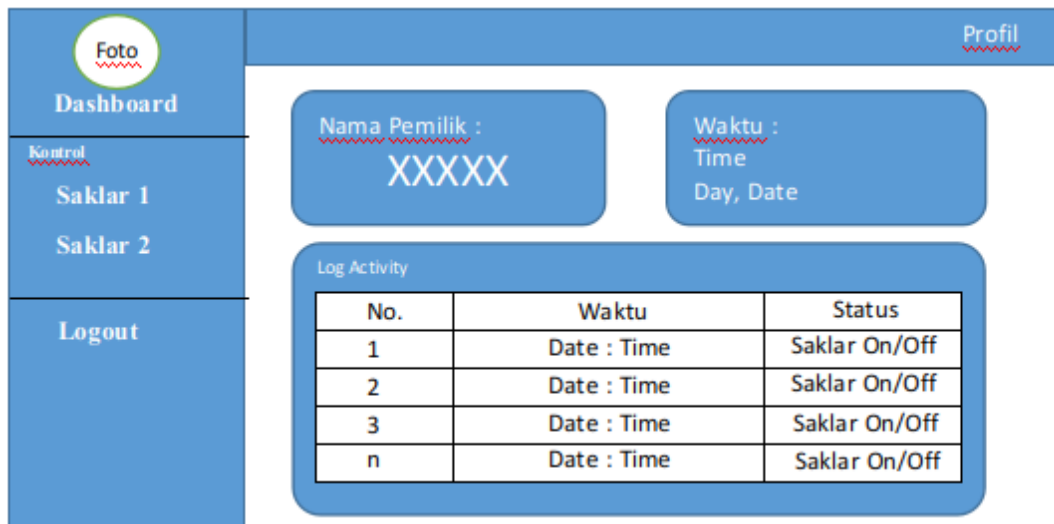 Foto
Dashboard
Kontrol
Saklar 1
Saklar 2
Logout
Profil
Nama Pemilik :
XXXXX
Waktu :
Time
Day, Date
Log Activity
No. Waktu Status
1 Date : Time Saklar On/Off
2 Date : Time Saklar On/Off
3 Date : Time Saklar On/Off
n Date : Time Saklar On/Off